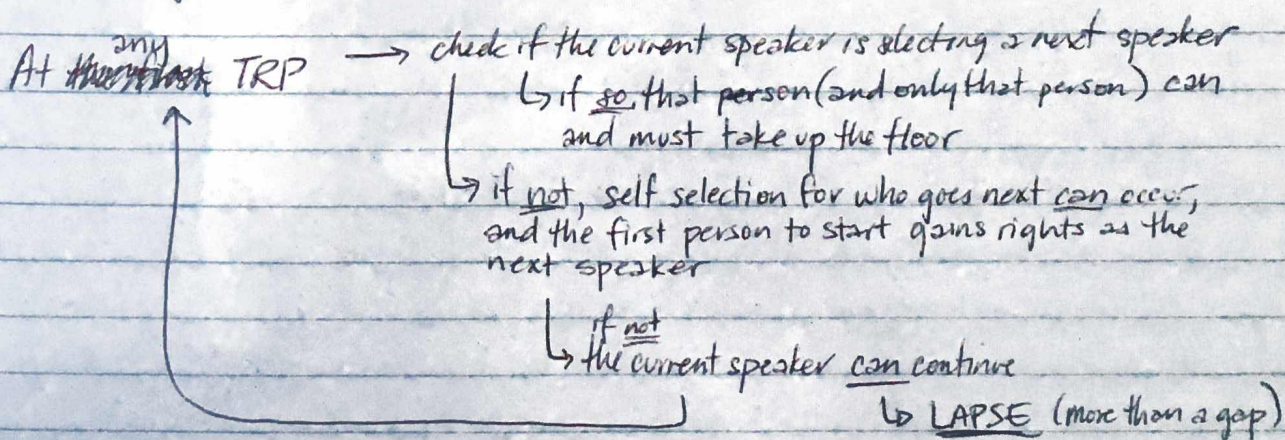 any
At TRP → check if the current speaker is selecting a next speaker
↳ if so, that person (and only that person) can
and must take up the floor
↳ if not, self selection for who goes next can occur,
and the first person to start gains rights as the
next speaker
if not
↳ the current speaker can continue
↳ LAPSE (more than a gap)